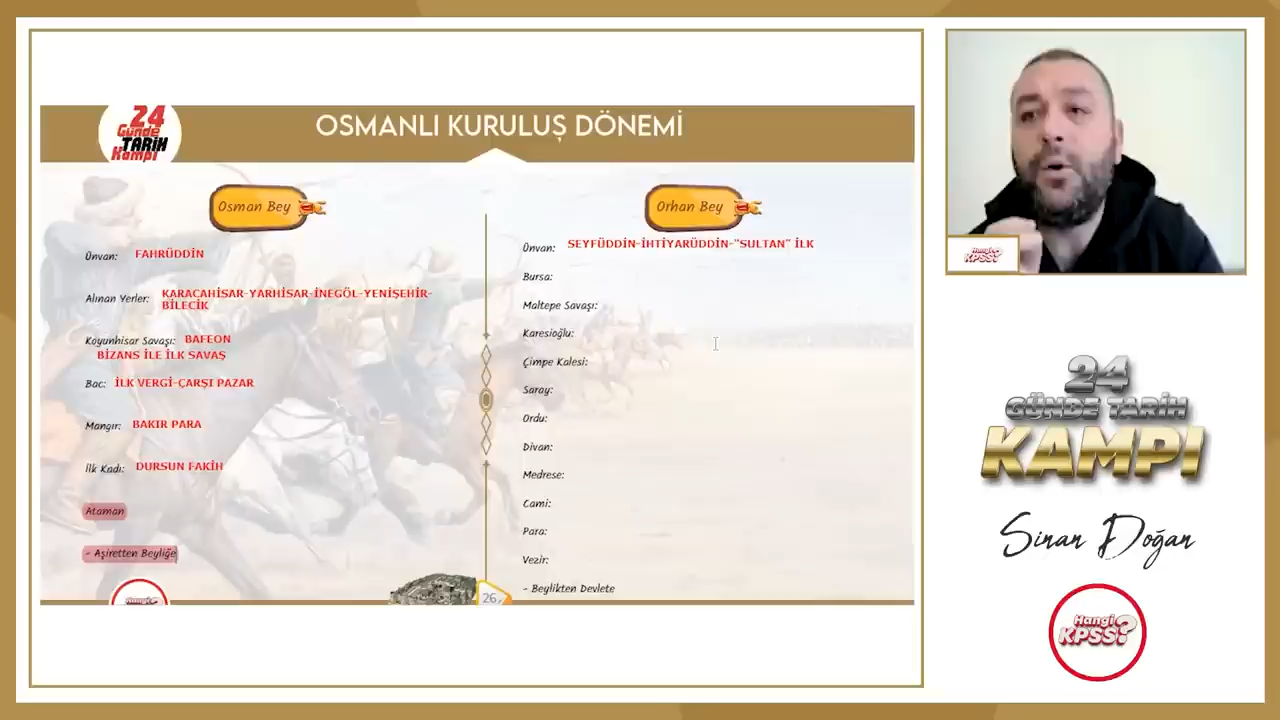 24
Günde
TARİH
Kampı
OSMANLI KURULUŞ DÖNEMİ
Osman Bey
Ünvan: FAHRÜDDİN
Alınan Yerler: KARACAHİSAR-YARHİSAR-İNEGÖL-YENİŞEHİR-
BİLECİK
Koyunhisar Savaşı: BAFEON
BİZANS İLE İLK SAVAŞ
Bac: İLK VERGİ-ÇARŞI PAZAR
Mangır: BAKIR PARA
İlk Kadı: DURSUN FAKİH
Ataman
- Aşiretten Beyliğe
Hangi
Orhan Bey
Ünvan: SEYFÜDDİN-İHTİYARÜDDİN-"SULTAN" İLK
Bursa:
Maltepe Savaşı:
Karesioğlu:
Çimpe Kalesi:
Saray:
Ordu:
Divan:
Medrese:
Cami:
Para:
Vezir:
- Beylikten Devlete
26
Hangi
KPSS?
24
GÜNDE TARİH
KAMPI
Sinan Doğan
Hangi
KPSS?